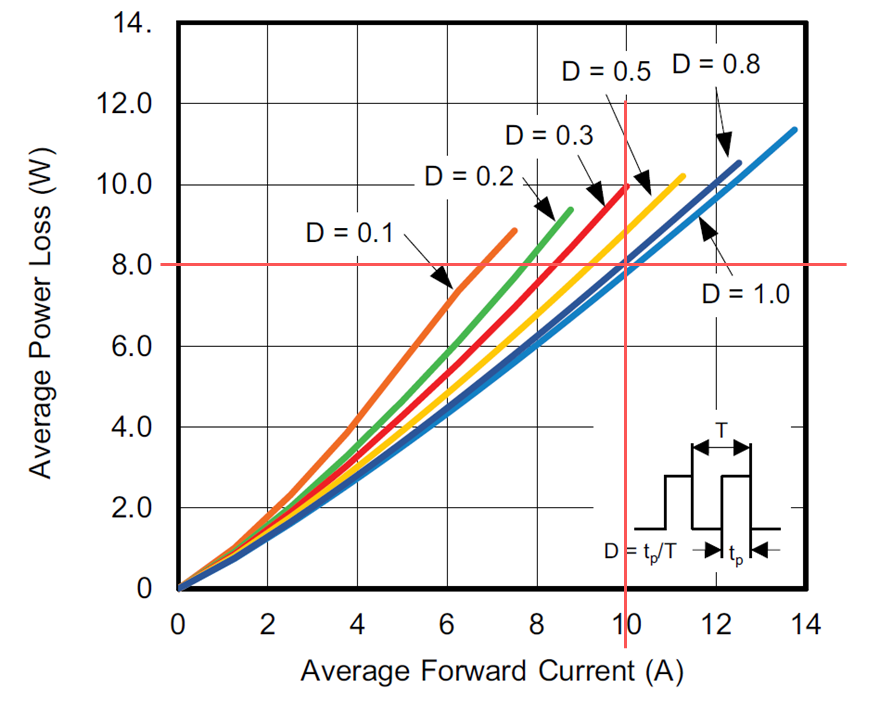 14.
12.0
10.0
8.0
6.0
4.0
2.0
0
Average Power Loss (W)
D = 0.5
D = 0.8
D = 0.3
D = 0.2
D = 0.1
D = 1.0
T
D = tp/T
tp
0 2 4 6 8 10 12 14
Average Forward Current (A)